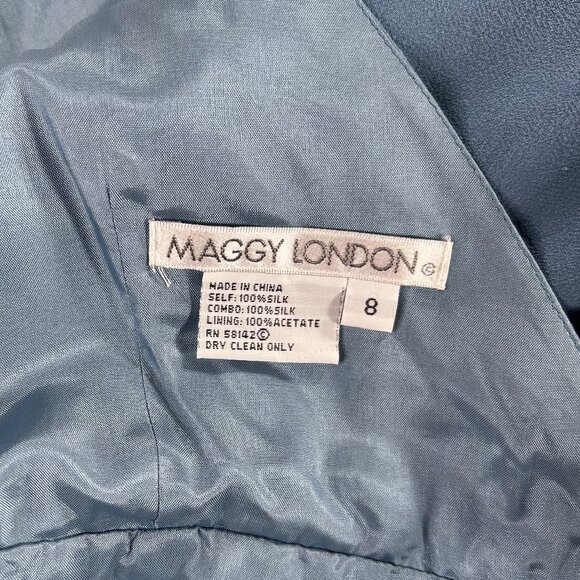 MAGGY LONDON ©
MADE IN CHINA
SELF: 100% SILK
COMBO: 100% SILK
LINING: 100% ACETATE
RN 58142 ©
DRY CLEAN ONLY
8